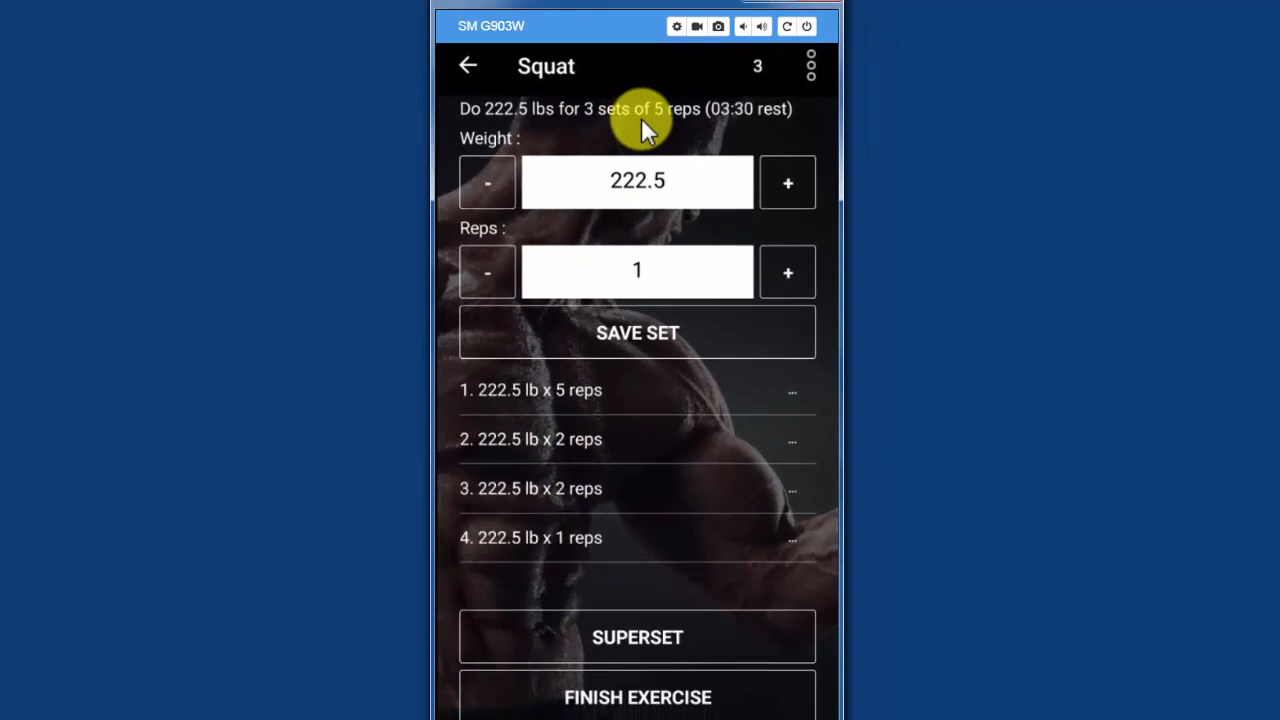 SM G903W
Squat 3
Do 222.5 lbs for 3 sets of 5 reps (03:30 rest)
Weight :
- 222.5 +
Reps :
- 1 +
SAVE SET
1. 222.5 lb x 5 reps ...
2. 222.5 lb x 2 reps ...
3. 222.5 lb x 2 reps ...
4. 222.5 lb x 1 reps ...
SUPERSET
FINISH EXERCISE